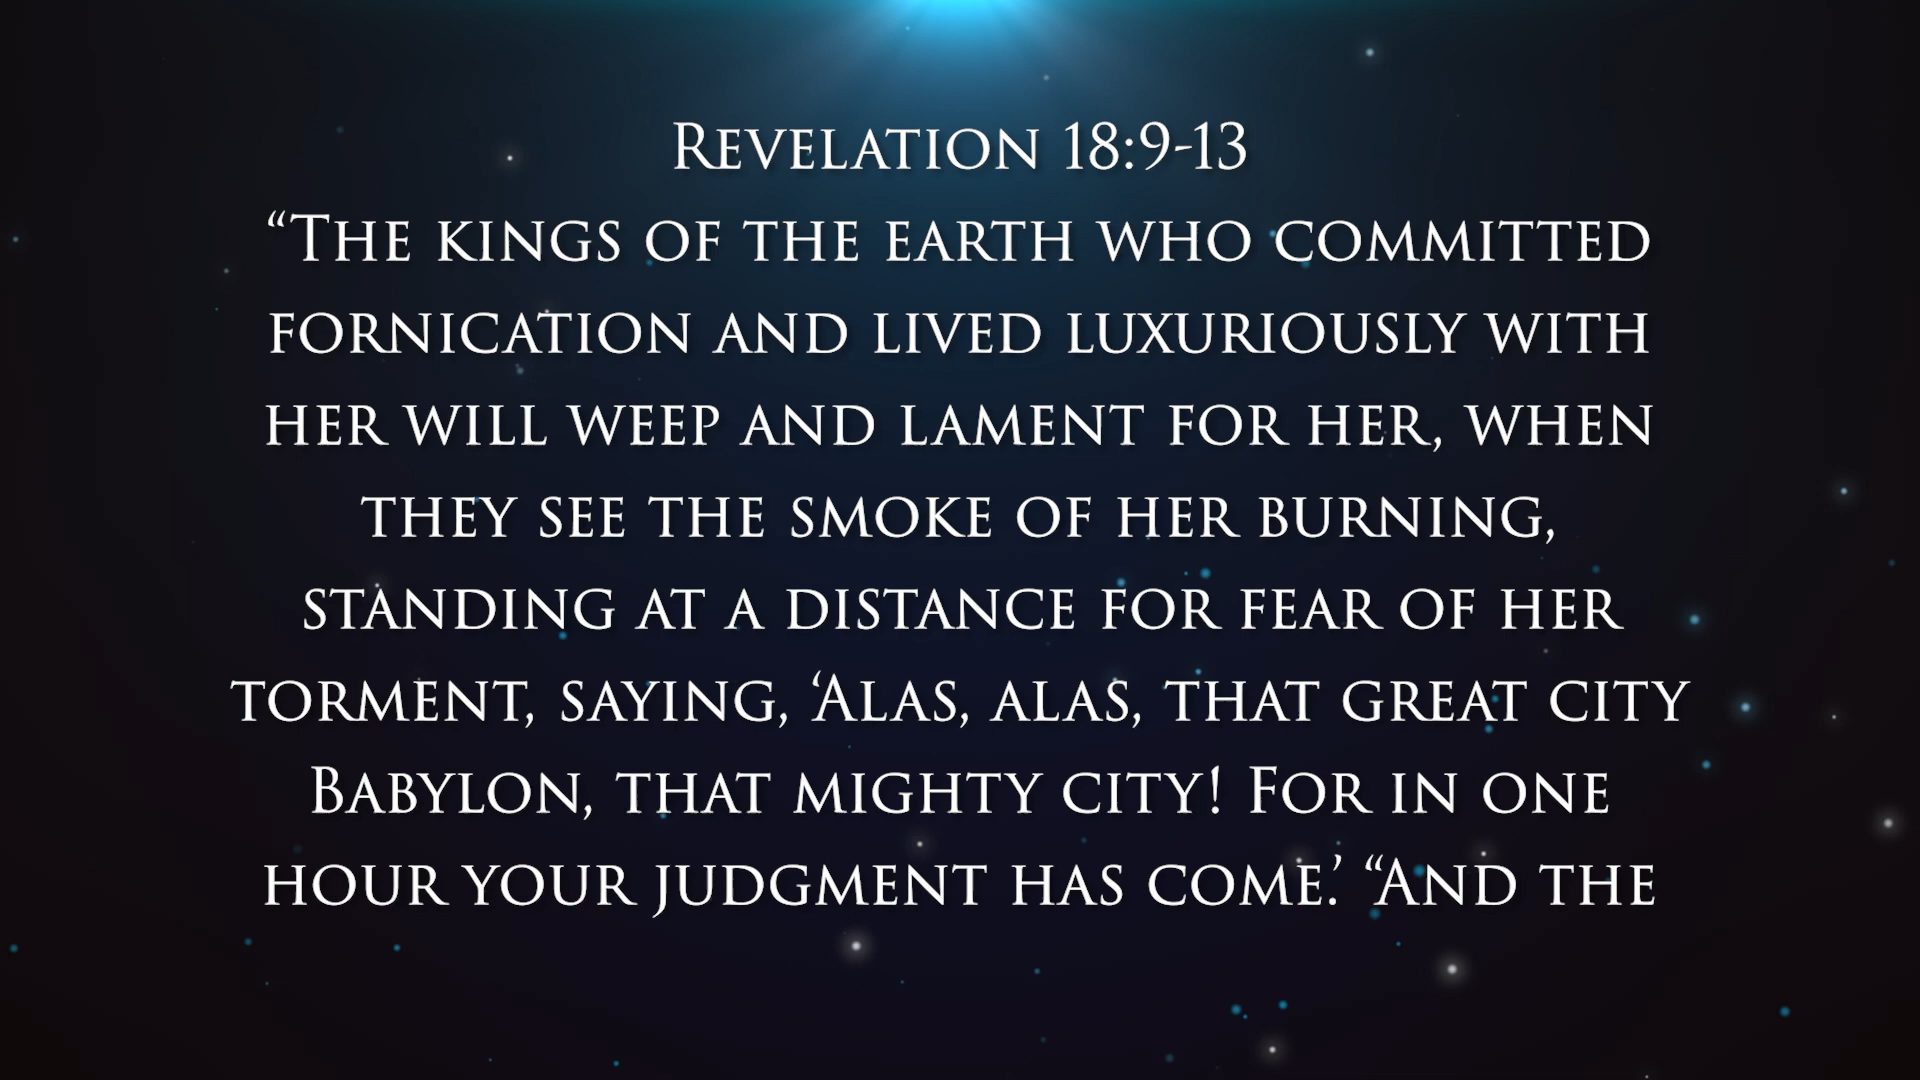 Revelation 18:9-13
“The kings of the earth who committed
fornication and lived luxuriously with
her will weep and lament for her, when
they see the smoke of her burning,
standing at a distance for fear of her
torment, saying, ‘Alas, alas, that great city
Babylon, that mighty city! For in one
hour your judgment has come.’ “And the